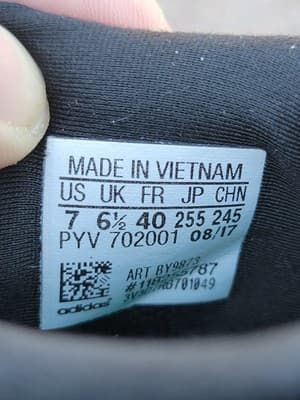 MADE IN VIETNAM
US UK FR JP CHN
7 6½ 40 255 245
PYV 702001 08/17
ART BY9873
adidas